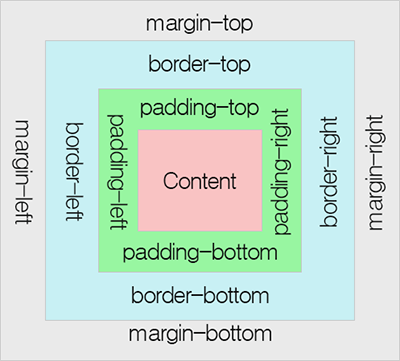 margin-top
border-top
padding-top
margin-left
border-left
padding-left
Content
padding-right
border-right
margin-right
padding-bottom
border-bottom
margin-bottom